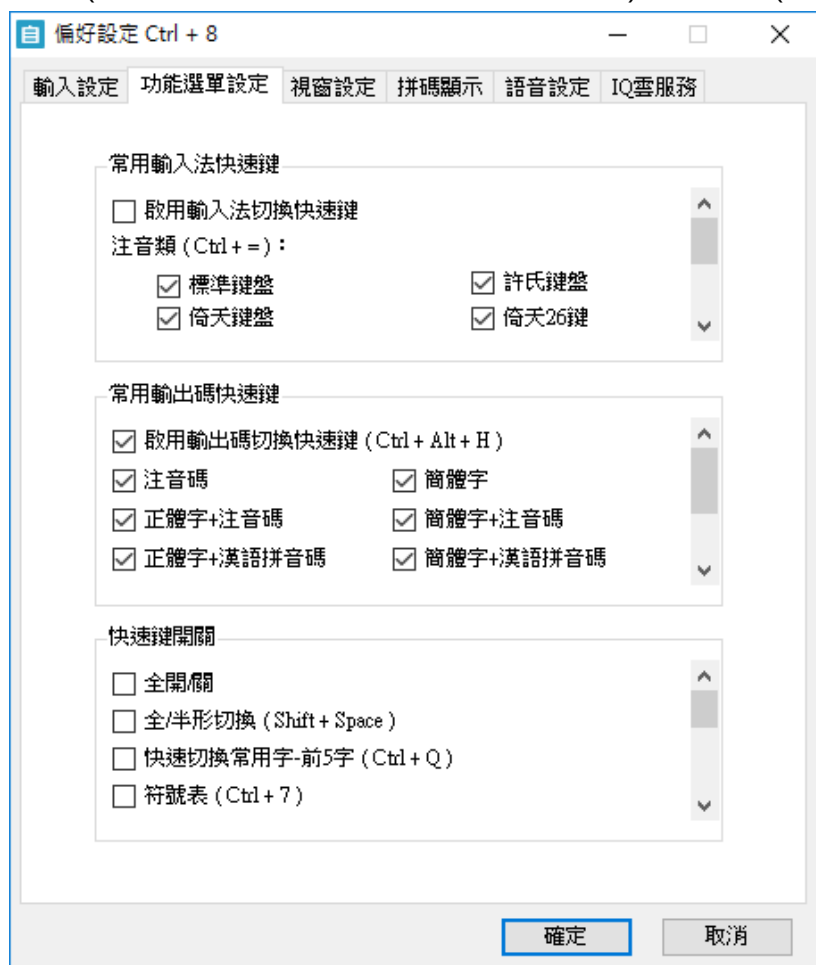 自 偏好設定 Ctrl + 8
輸入設定 功能選單設定 視窗設定 拼碼顯示 語音設定 IQ雲服務
常用輸入法快速鍵
啟用輸入法切換快速鍵
注音類 ( Ctrl + = ) :
標準鍵盤 許氏鍵盤
倚天鍵盤 倚天26鍵
常用輸出碼快速鍵
啟用輸出碼切換快速鍵 ( Ctrl + Alt + H )
注音碼 簡體字
正體字+注音碼 簡體字+注音碼
正體字+漢語拼音碼 簡體字+漢語拼音碼
快速鍵開關
全開/關
全/半形切換 ( Shift + Space )
快速切換常用字-前5字 ( Ctrl + Q )
符號表 ( Ctrl + 7 )
確定 取消